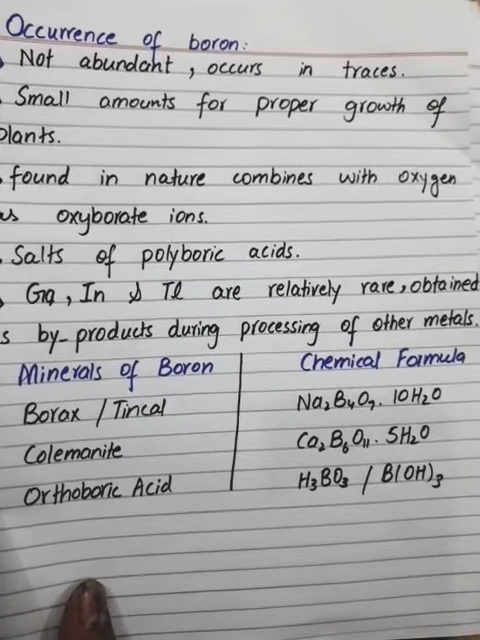 Occurrence of boron:
Not abundant, occurs in traces.
Small amounts for proper growth of
plants.
found in nature combines with oxygen
as oxyborate ions.
Salts of polyboric acids.
Ga, In & Tl are relatively rare, obtained
s by-products during processing of other metals.
Minerals of Boron | Chemical Formula
Borax / Tincal | Na₂B₄O₇. 10H₂O
Colemanite | Ca₂B₆O₁₁. 5H₂O
Orthoboric Acid | H₃BO₃ / B(OH)₃